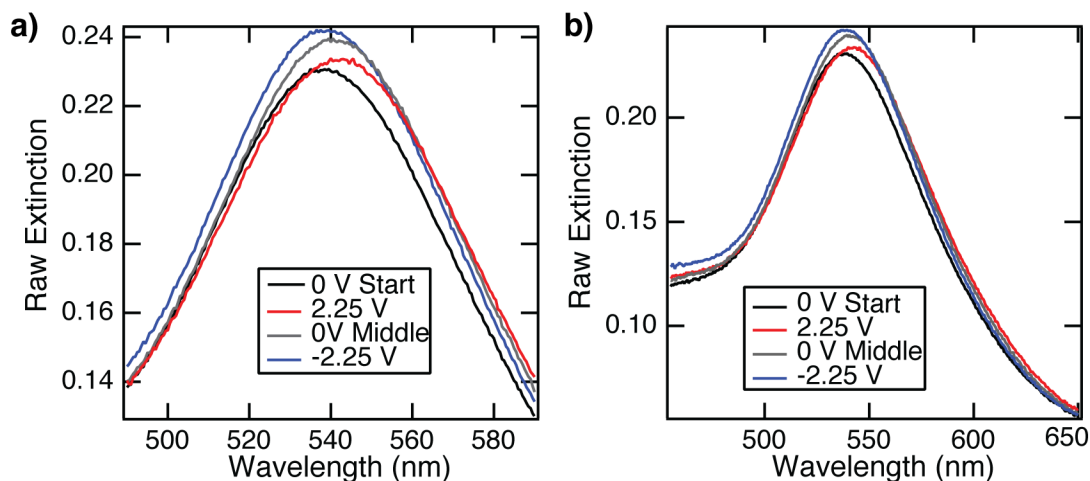 a)
0.24
0.22
0.20
0.18
0.16
0.14
Raw Extinction
0 V Start
2.25 V
0V Middle
-2.25 V
500 520 540 560 580
Wavelength (nm)
b)
0.20
0.15
0.10
Raw Extinction
0 V Start
2.25 V
0 V Middle
-2.25 V
500 550 600 650
Wavelength (nm)